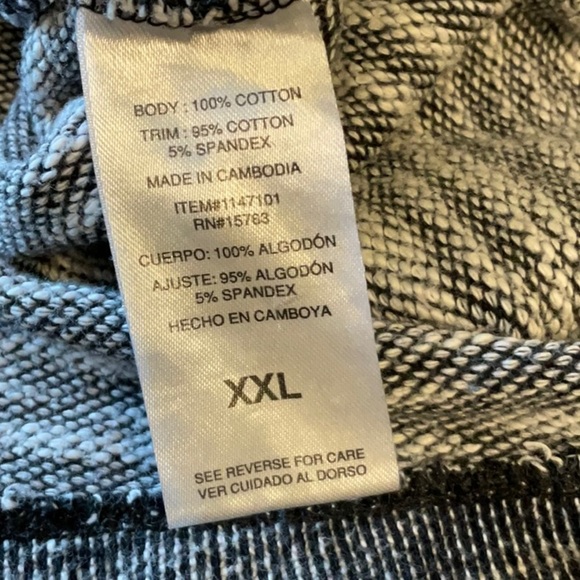 BODY : 100% COTTON
TRIM : 95% COTTON
5% SPANDEX
MADE IN CAMBODIA
ITEM#1147101
RN#15763
CUERPO: 100% ALGODÓN
AJUSTE: 95% ALGODÓN
5% SPANDEX
HECHO EN CAMBOYA
XXL
SEE REVERSE FOR CARE
VER CUIDADO AL DORSO